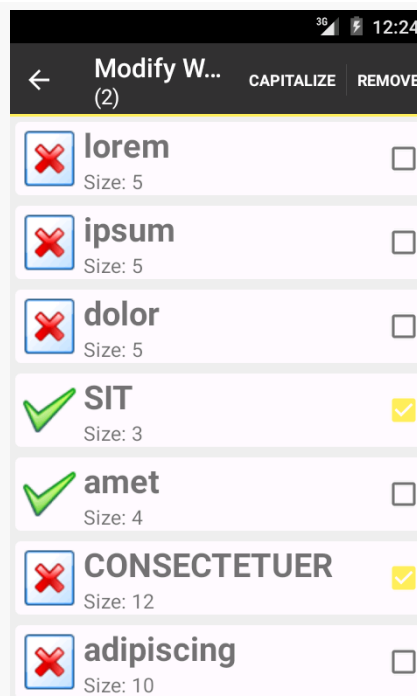 3G 12:24
Modify W... CAPITALIZE REMOVE
(2)
lorem
Size: 5
ipsum
Size: 5
dolor
Size: 5
SIT
Size: 3
amet
Size: 4
CONSECTETUER
Size: 12
adipiscing
Size: 10